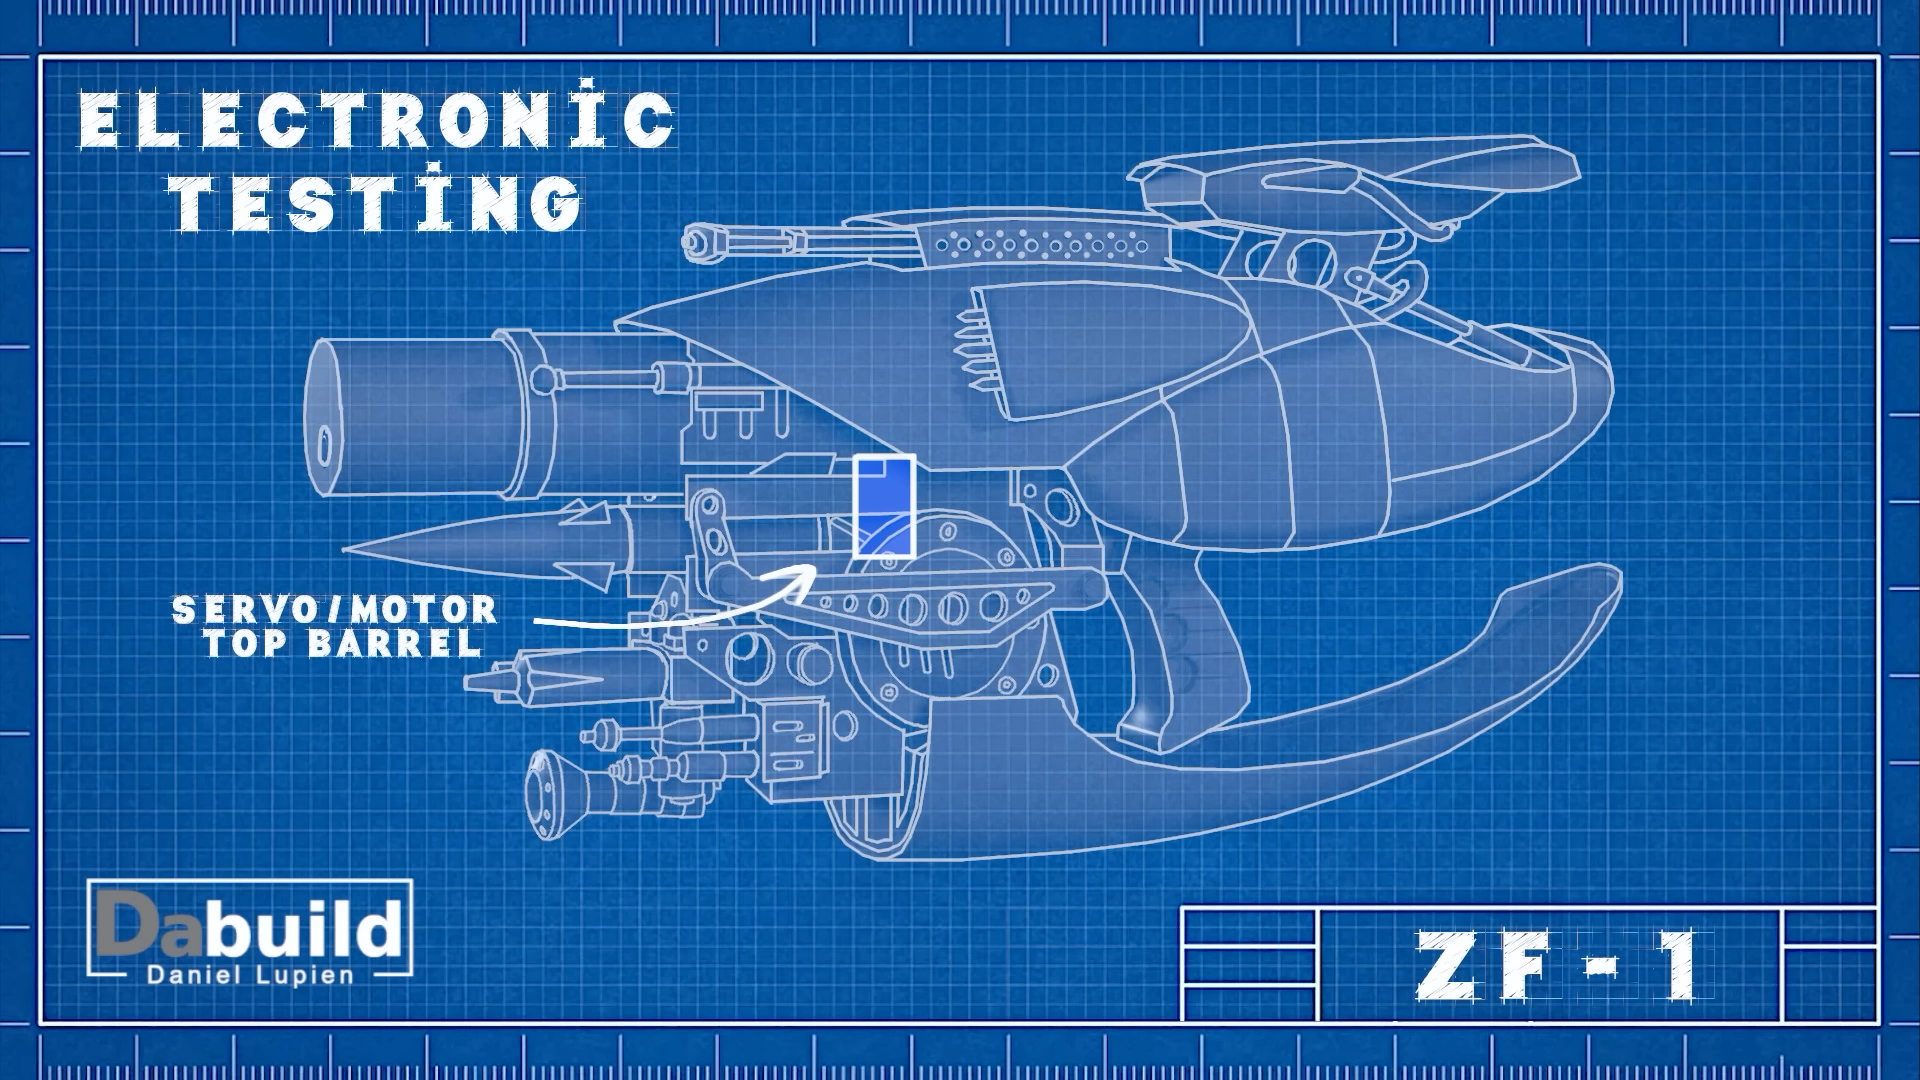 ELECTRONİC
TESTİNG
SERVO/MOTOR
TOP BARREL
Dabuild
Daniel Lupien
ZF-1